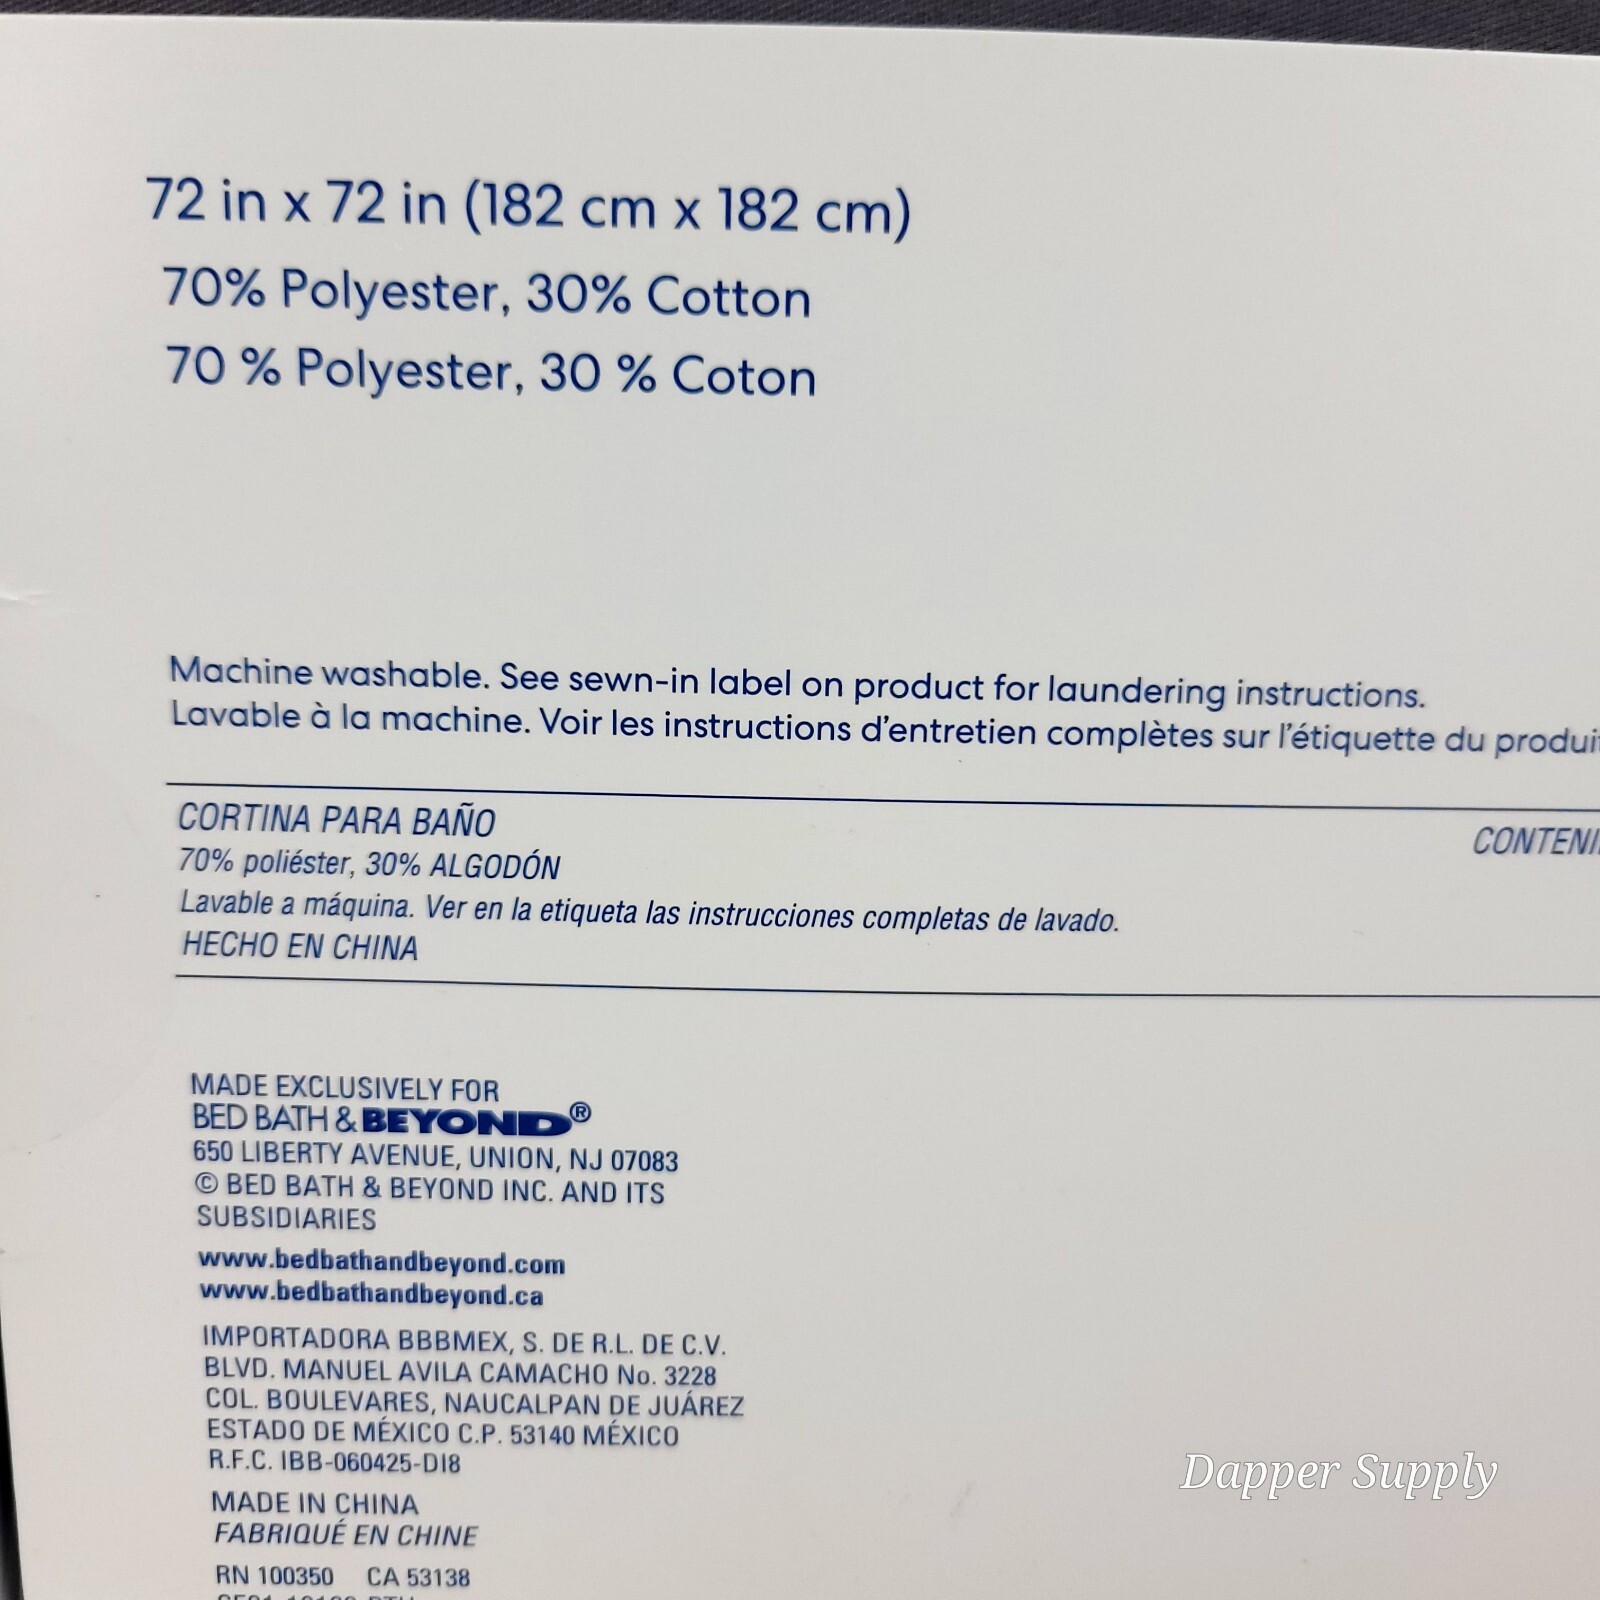 72 in x 72 in (182 cm x 182 cm)
70% Polyester, 30% Cotton
70 % Polyester, 30 % Coton
Machine washable. See sewn-in label on product for laundering instructions.
Lavable à la machine. Voir les instructions d'entretien complètes sur l'étiquette du produit
CORTINA PARA BAÑO
CONTENI
70% poliéster, 30% ALGODÓN
Lavable a máquina. Ver en la etiqueta las instrucciones completas de lavado.
HECHO EN CHINA
MADE EXCLUSIVELY FOR
BED BATH & BEYOND®
650 LIBERTY AVENUE, UNION, NJ 07083
© BED BATH & BEYOND INC. AND ITS
SUBSIDIARIES
www.bedbathandbeyond.com
www.bedbathandbeyond.ca
IMPORTADORA BBBMEX, S. DE R.L. DE C.V.
BLVD. MANUEL AVILA CAMACHO No. 3228
COL. BOULEVARES, NAUCALPAN DE JUÁREZ
ESTADO DE MÉXICO C.P. 53140 MÉXICO
R.F.C. IBB-060425-DI8
MADE IN CHINA
FABRIQUÉ EN CHINE
RN 100350 CA 53138
Dapper Supply